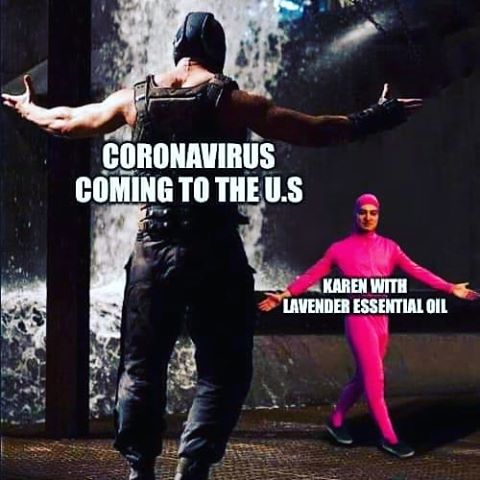 CORONAVIRUS
COMING TO THE U.S
KAREN WITH
LAVENDER ESSENTIAL OIL